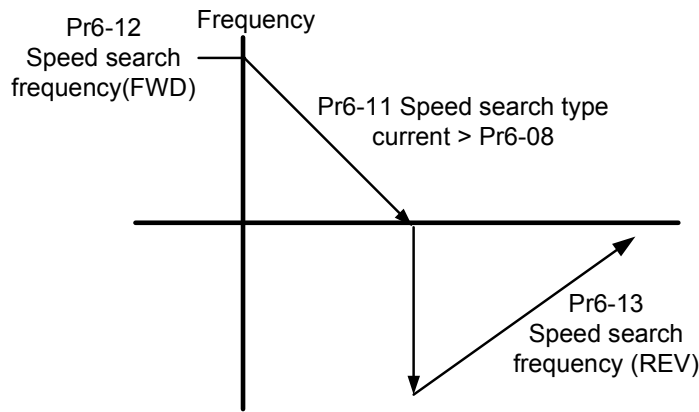 Pr6-12
Speed search
frequency(FWD)
Frequency
Pr6-11 Speed search type
current > Pr6-08
Pr6-13
Speed search
frequency (REV)